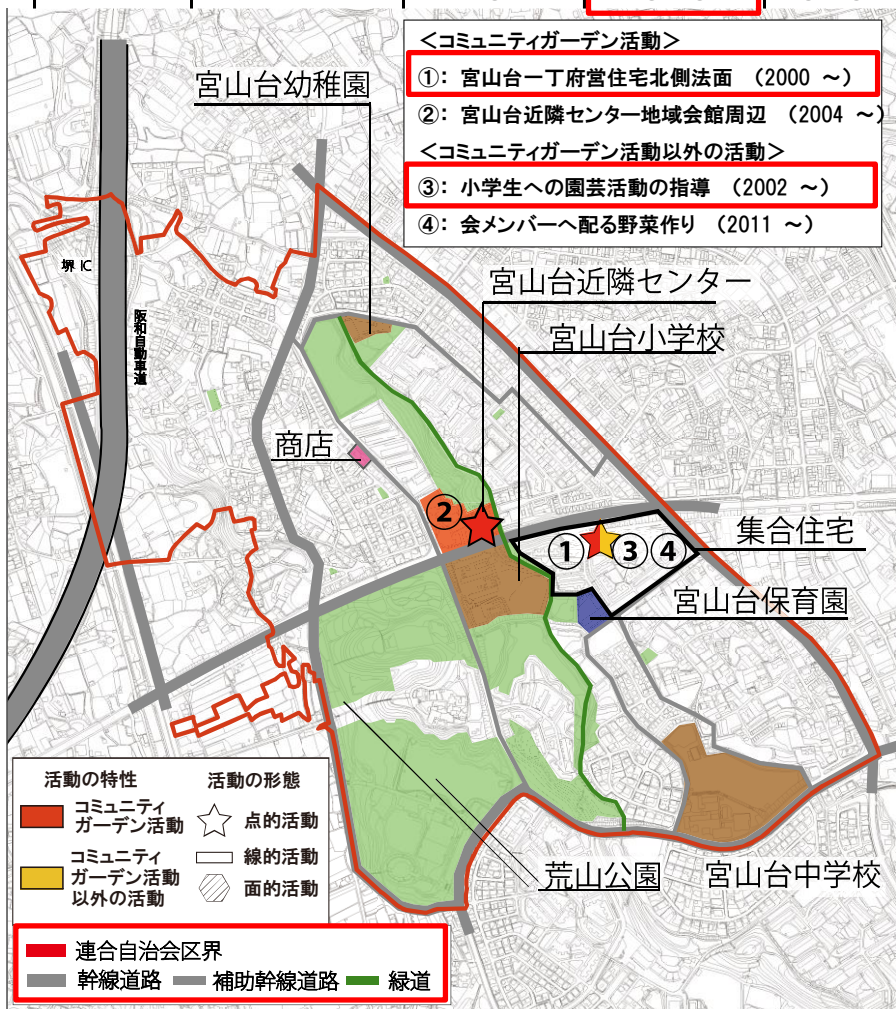 <コミュニティガーデン活動>
①: 宮山台一丁府営住宅北側法面 (2000 ~)
②: 宮山台近隣センター地域会館周辺 (2004 ~)
<コミュニティガーデン活動以外の活動>
③: 小学生への園芸活動の指導 (2002 ~)
④: 会メンバーへ配る野菜作り (2011 ~)
宮山台幼稚園
堺 IC
阪和自動車道
宮山台近隣センター
宮山台小学校
商店
②
① ③ ④
集合住宅
宮山台保育園
荒山公園
宮山台中学校
活動の特性 活動の形態
コミュニティ
ガーデン活動
点的活動
線的活動
コミュニティ
ガーデン活動
以外の活動
面的活動
連合自治会区界
幹線道路 補助幹線道路 緑道